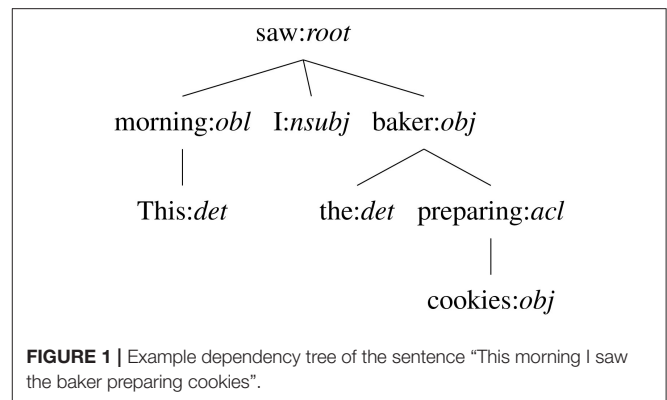 saw:root
morning:obl I:nsubj baker:obj
This:det the:det preparing:acl
cookies:obj
FIGURE 1 | Example dependency tree of the sentence “This morning I saw
the baker preparing cookies”.